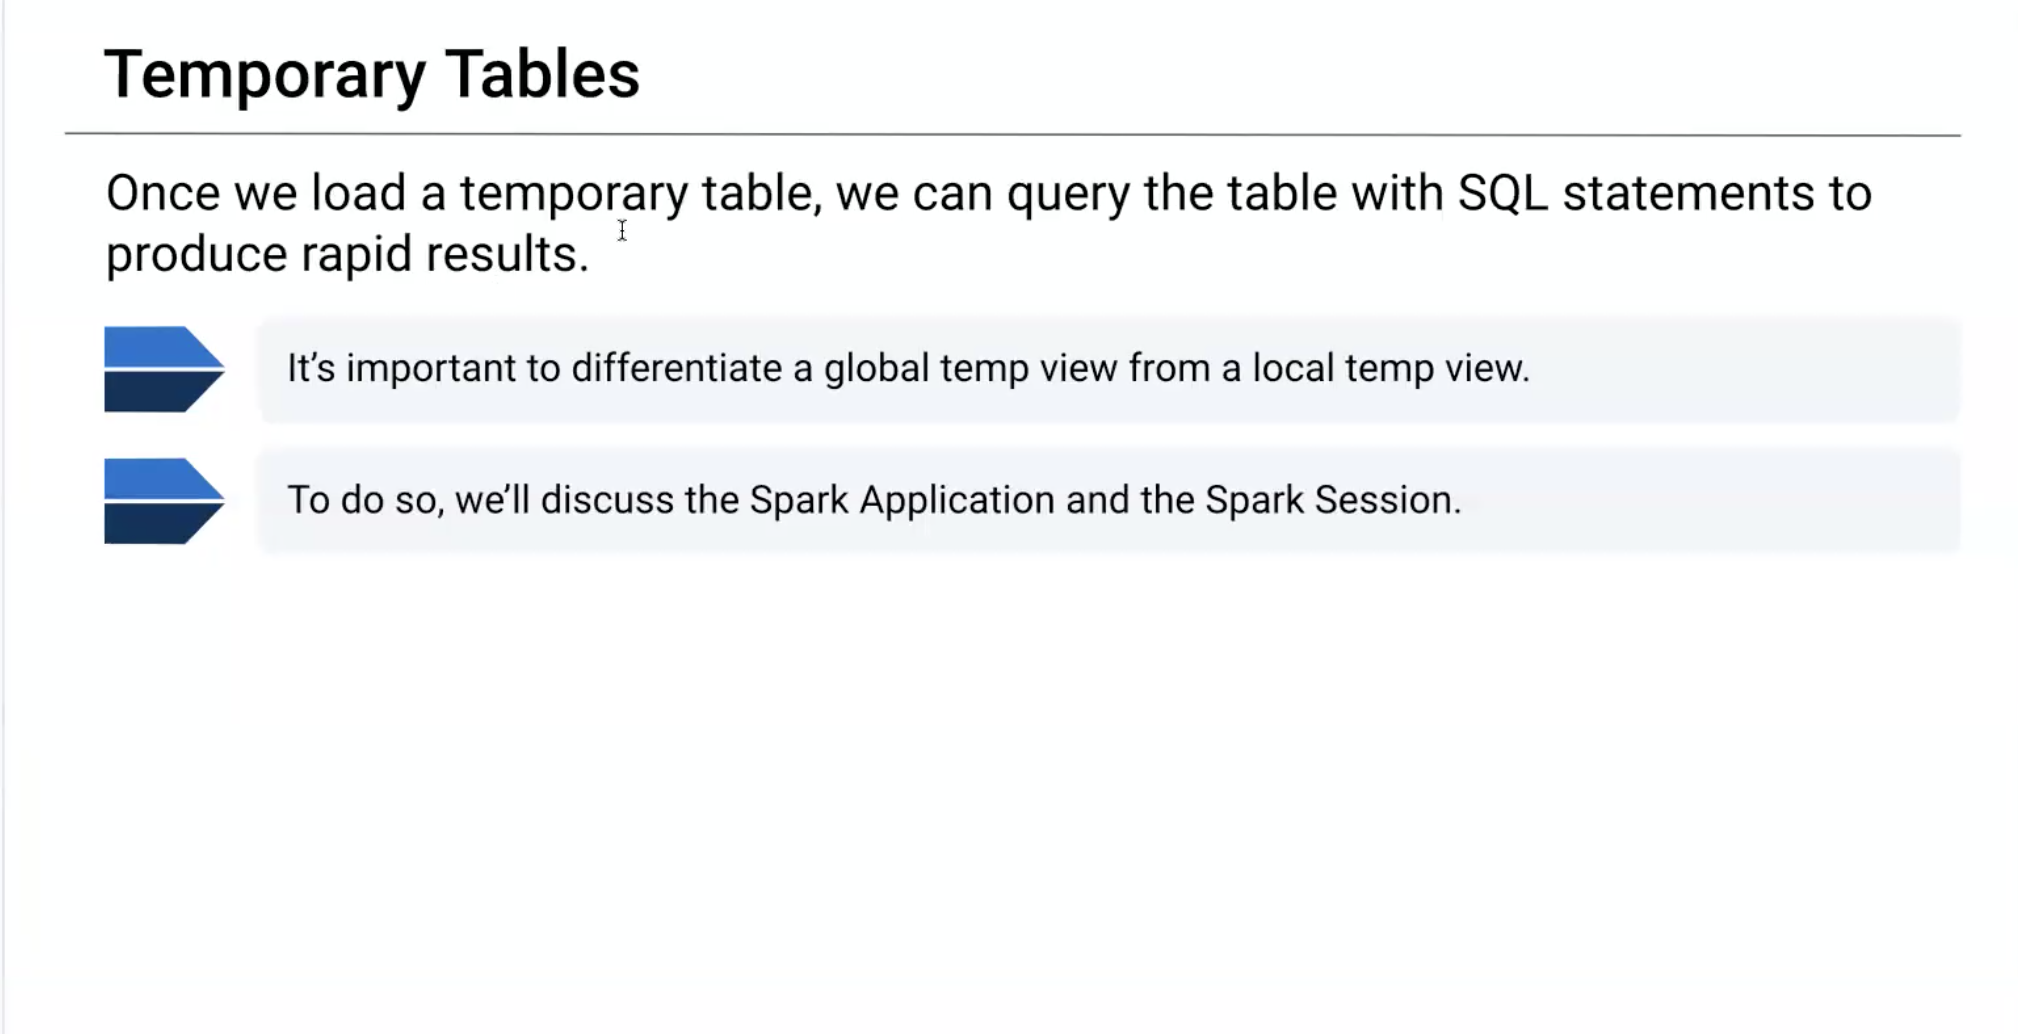 Temporary Tables
Once we load a temporary table, we can query the table with SQL statements to
produce rapid results.
It’s important to differentiate a global temp view from a local temp view.
To do so, we’ll discuss the Spark Application and the Spark Session.